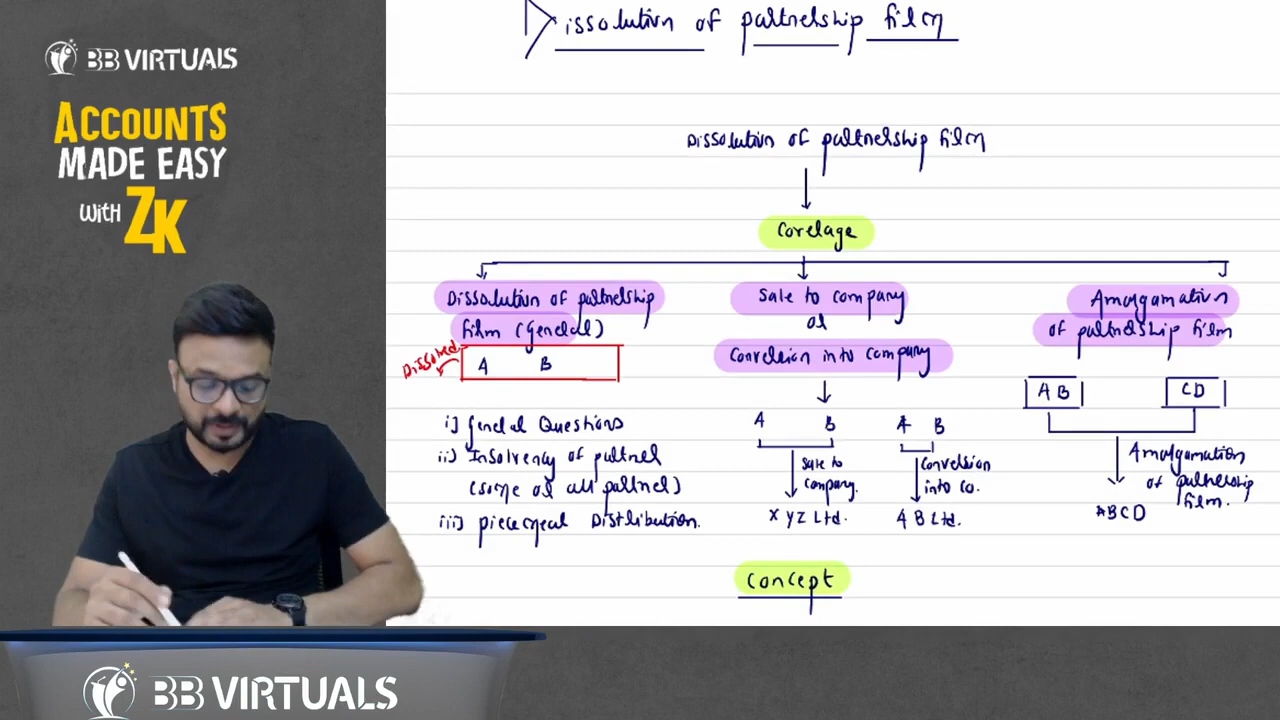 BB VIRTUALS
ACCOUNTS
MADE EASY
WITH ZK
Dissolution of partnership firm
Dissolution of partnership firm
Coverage
Dissolution of partnership
firm (General)
Dissolved
A B
i) General Questions
ii) Insolvency of partner
(some or all partner)
iii) piecemeal Distribution.
Sale to company
or
Conversion into company
A B
Sale to
company.
XYZ Ltd.
A B
Conversion
into co.
AB Ltd.
Amalgamation
of partnership firm
AB CD
Amalgamation
of partnership
firm.
ABCD
Concept
BB VIRTUALS